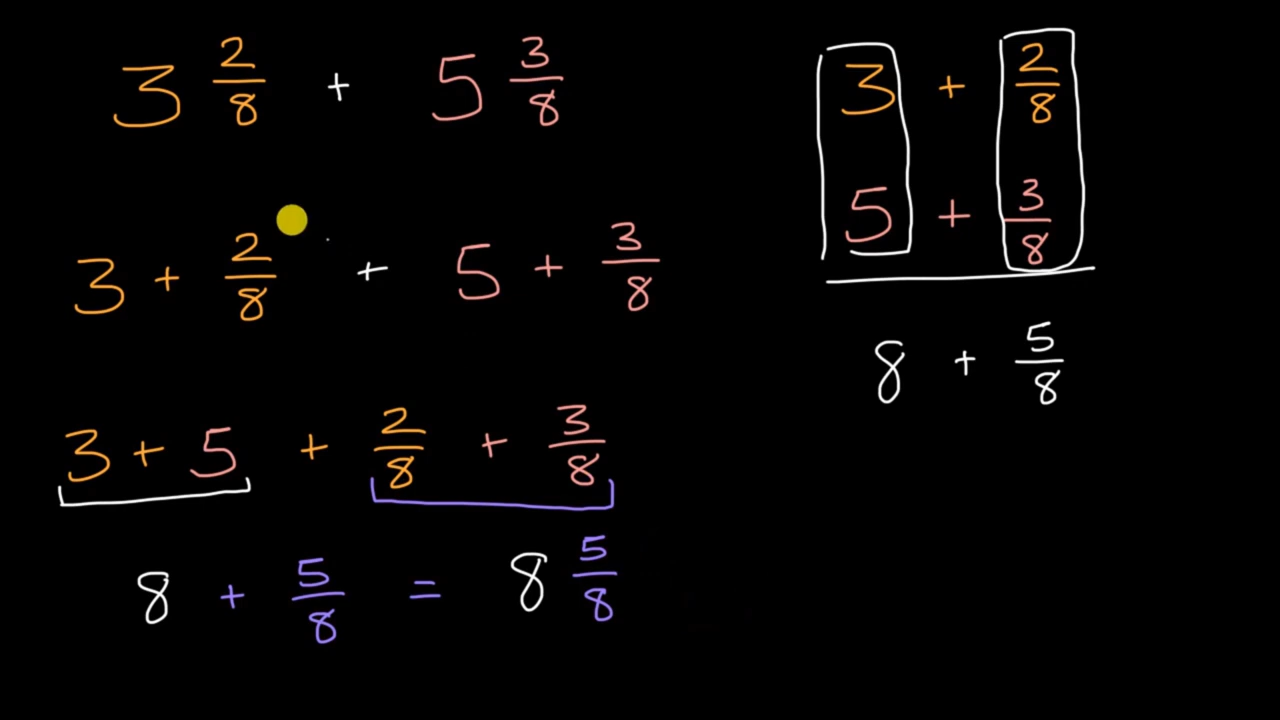 3 2/8 + 5 3/8
3 + 2/8 + 5 + 3/8
3 + 5 + 2/8 + 3/8
8 + 5/8 = 8 5/8
3 + 2/8
5 + 3/8
8 + 5/8